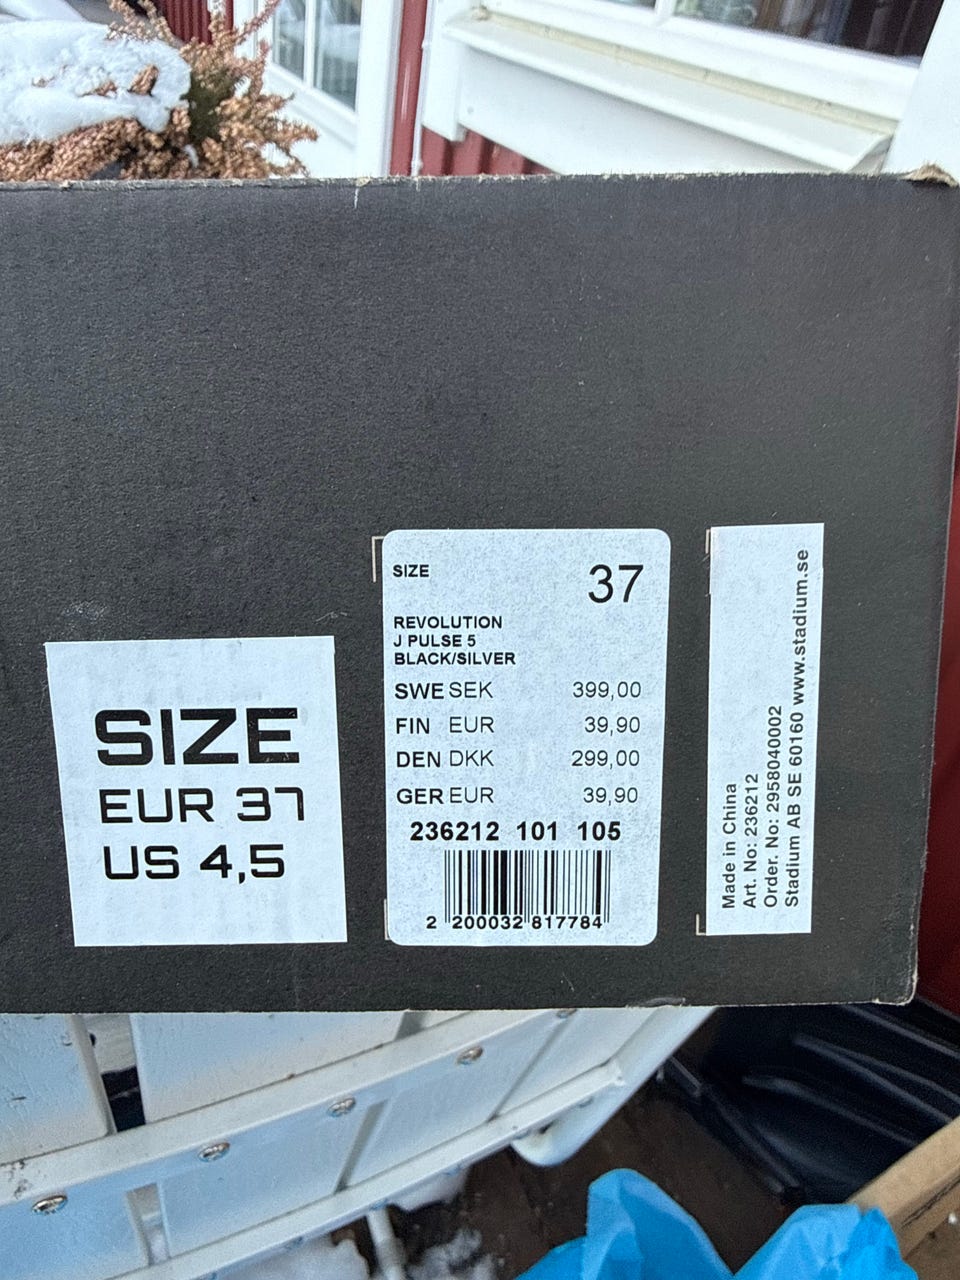 SIZE
EUR 37
US 4,5
SIZE 37
REVOLUTION
J PULSE 5
BLACK/SILVER
SWE SEK 399,00
FIN EUR 39,90
DEN DKK 299,00
GER EUR 39,90
236212 101 105
2 200032 817784
Made in China
Art. No: 236212
Order. No: 2958040002
Stadium AB SE 60160 www.stadium.se